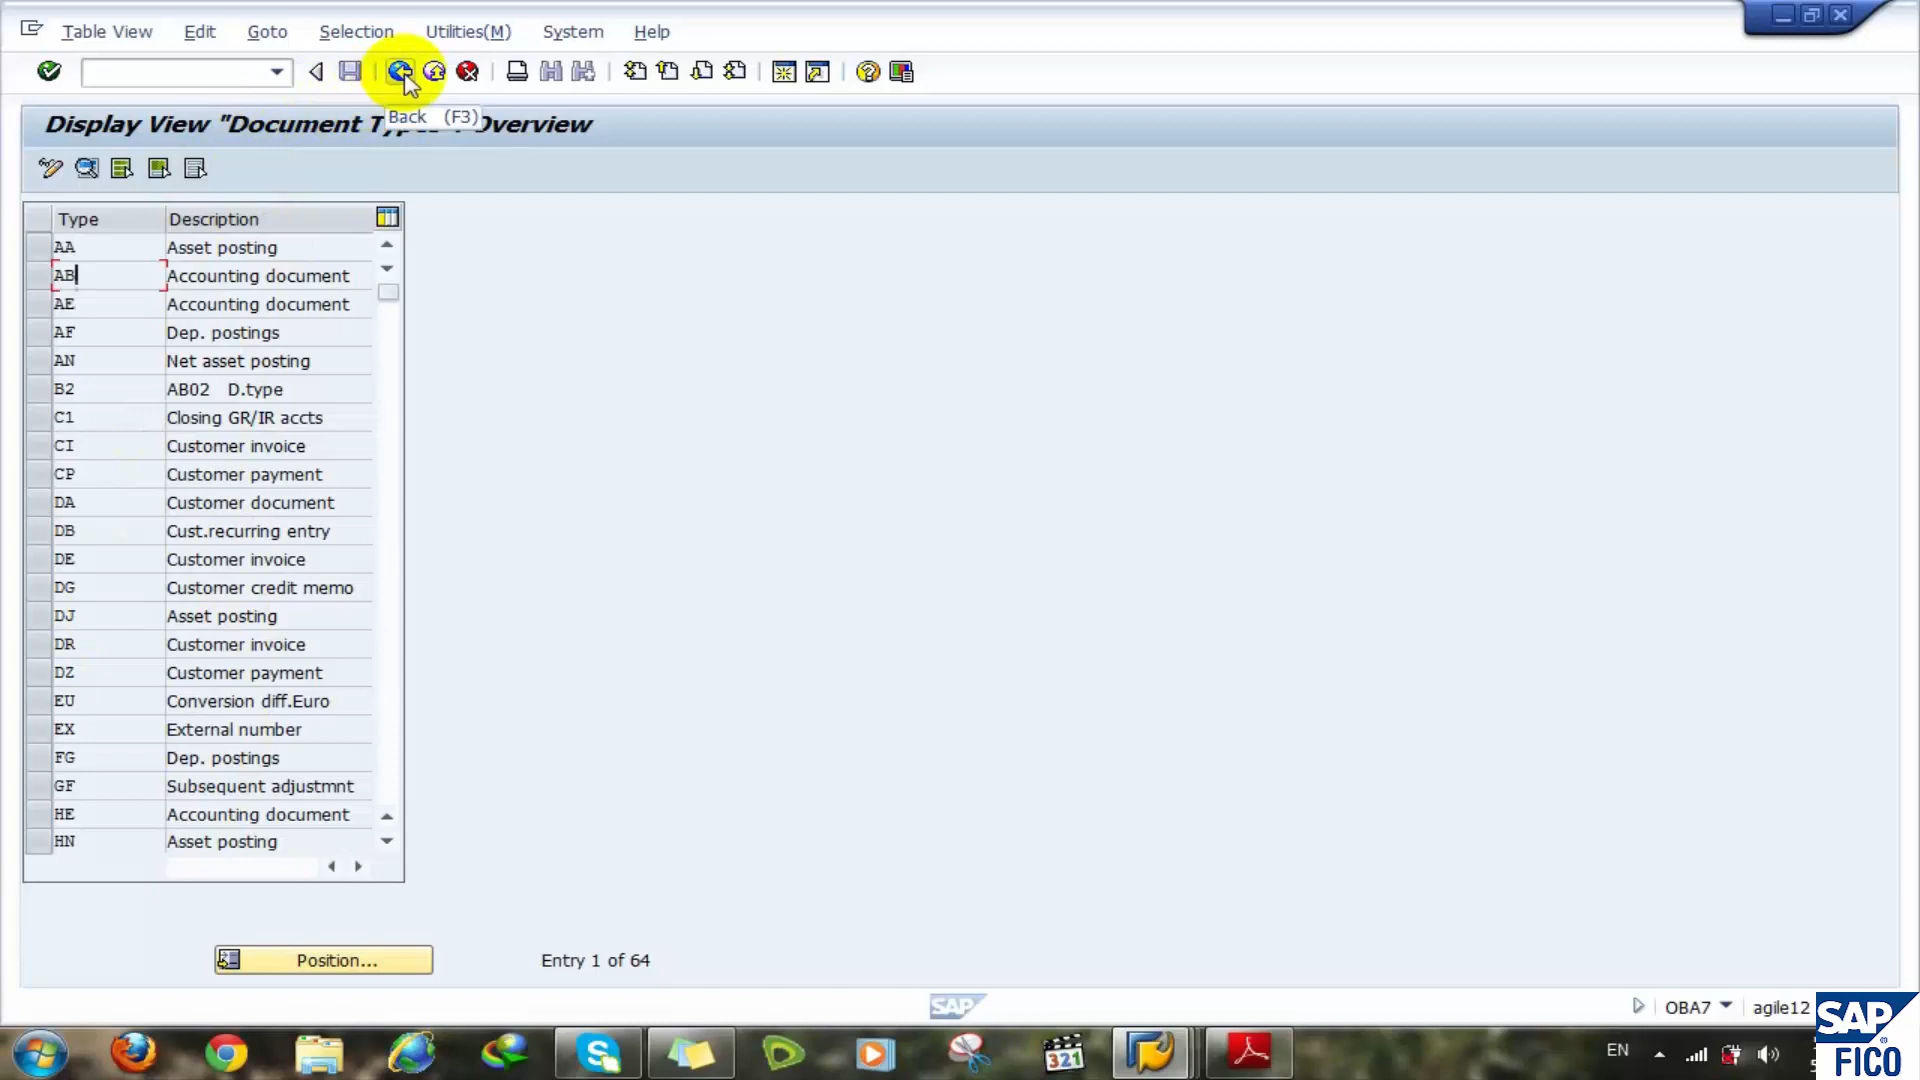 Table View Edit Goto Selection Utilities(M) System Help
Back (F3)
Display View "Document Overview
Type Description
AA Asset posting
AB Accounting document
AE Accounting document
AF Dep. postings
AN Net asset posting
B2 AB02 D.type
C1 Closing GR/IR accts
CI Customer invoice
CP Customer payment
DA Customer document
DB Cust.recurring entry
DE Customer invoice
DG Customer credit memo
DJ Asset posting
DR Customer invoice
DZ Customer payment
EU Conversion diff.Euro
EX External number
FG Dep. postings
GF Subsequent adjustmnt
HE Accounting document
HN Asset posting
Position... Entry 1 of 64
SAP OBA7 agile12
SAP
FICO
321
EN